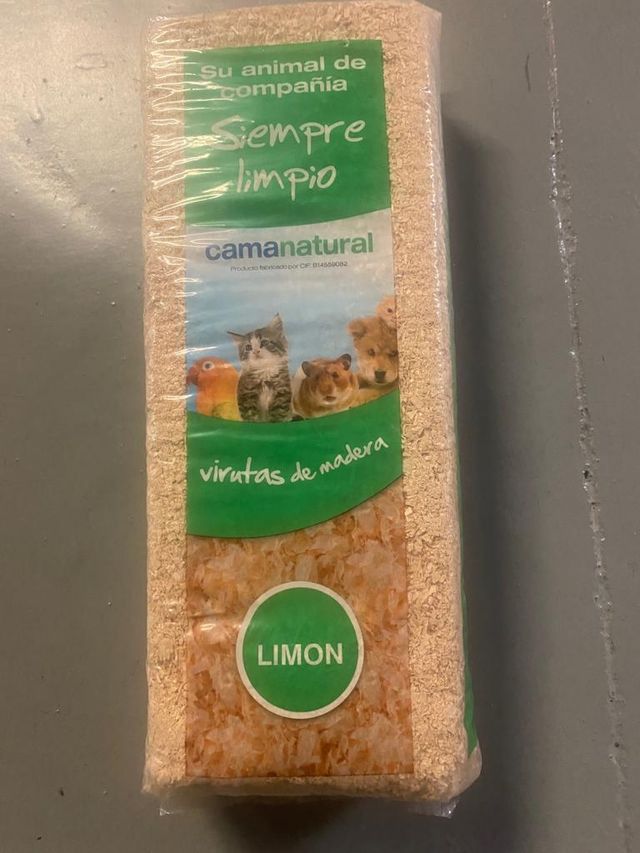 Su animal de
compañía
Siempre
limpio
camanatural
Producto fabricado por CIF: B14559082
virutas de madera
LIMON